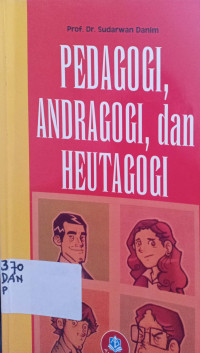 Prof. Dr. Sudarwan Danim
PEDAGOGI,
ANDRAGOGI, dan
HEUTAGOGI
370
DAN
P